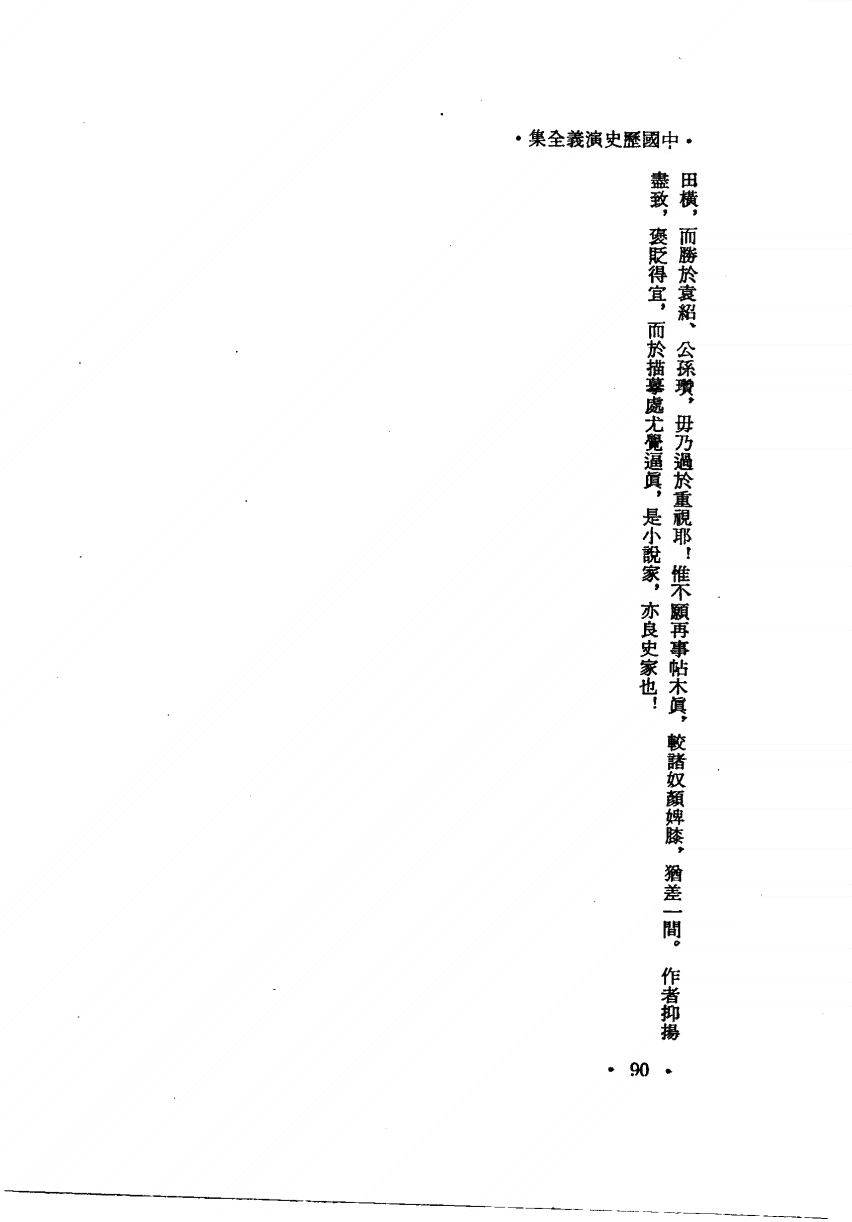 ·中國歷史演義全集·
田橫，而勝於袁紹、公孫瓚，毋乃過於重視耶！惟不願再事帖木眞，較諸奴顏婢膝，猶差一間。作者抑揚
盡致，褒貶得宜，而於描摹處尤覺逼眞，是小說家，亦良史家也！
·90·